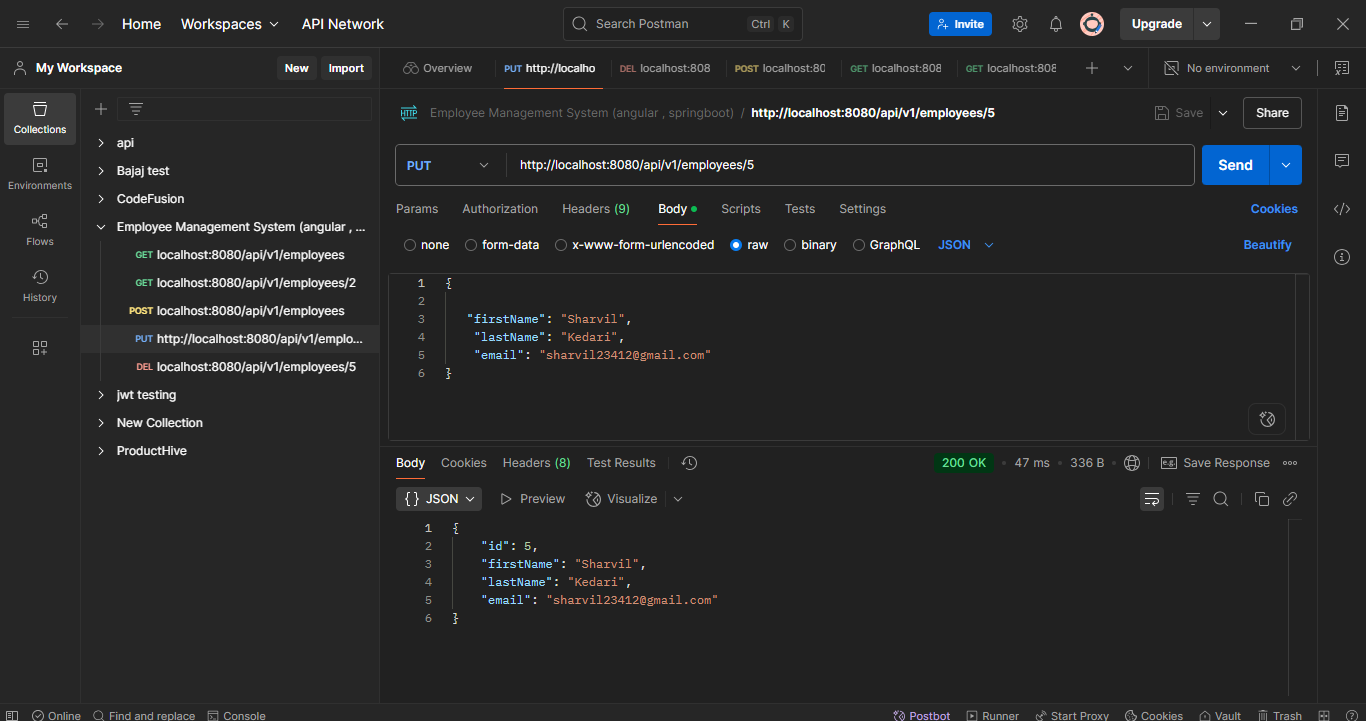 Home Workspaces API Network Search Postman Ctrl K Invite Upgrade
My Workspace New Import Overview PUT http://localho DEL localhost:808 POST localhost:80 GET localhost:808 GET localhost:808 No environment
Collections
Environments
Flows
History
api
Bajaj test
CodeFusion
Employee Management System (angular , ...
GET localhost:8080/api/v1/employees
GET localhost:8080/api/v1/employees/2
POST localhost:8080/api/v1/employees
PUT http://localhost:8080/api/v1/emplo...
DEL localhost:8080/api/v1/employees/5
jwt testing
New Collection
ProductHive
HTTP Employee Management System (angular , springboot) / http://localhost:8080/api/v1/employees/5 Save Share
PUT http://localhost:8080/api/v1/employees/5 Send
Params Authorization Headers (9) Body Scripts Tests Settings Cookies
none form-data x-www-form-urlencoded raw binary GraphQL JSON Beautify
1 {
2
3 "firstName": "Sharvil",
4 "lastName": "Kedari",
5 "email": "sharvil23412@gmail.com"
6 }
Body Cookies Headers (8) Test Results 200 OK 47 ms 336 B e.g. Save Response
{} JSON Preview Visualize
1 {
2 "id": 5,
3 "firstName": "Sharvil",
4 "lastName": "Kedari",
5 "email": "sharvil23412@gmail.com"
6 }
Online Find and replace Console Postbot Runner Start Proxy Cookies Vault Trash